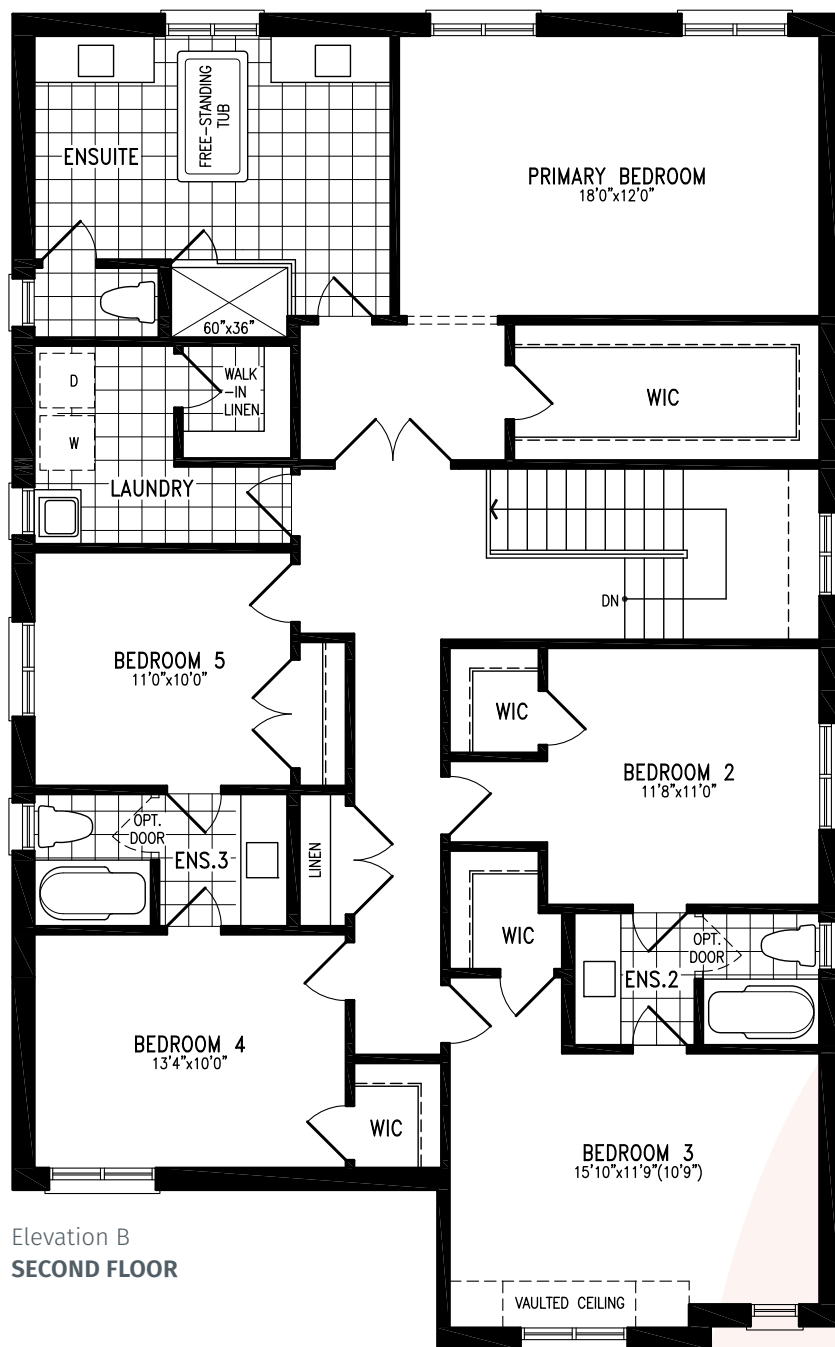 FREE-STANDING
TUB
ENSUITE
PRIMARY BEDROOM
18'0"x12'0"
60"x36"
D
WALK
-IN
LINEN
WIC
W
LAUNDRY
DN
BEDROOM 5
11'0"x10'0"
WIC
BEDROOM 2
11'8"x11'0"
OPT.
DOOR
ENS.3
LINEN
WIC
OPT.
DOOR
ENS.2
BEDROOM 4
13'4"x10'0"
WIC
BEDROOM 3
15'10"x11'9"(10'9")
Elevation B
SECOND FLOOR
VAULTED CEILING